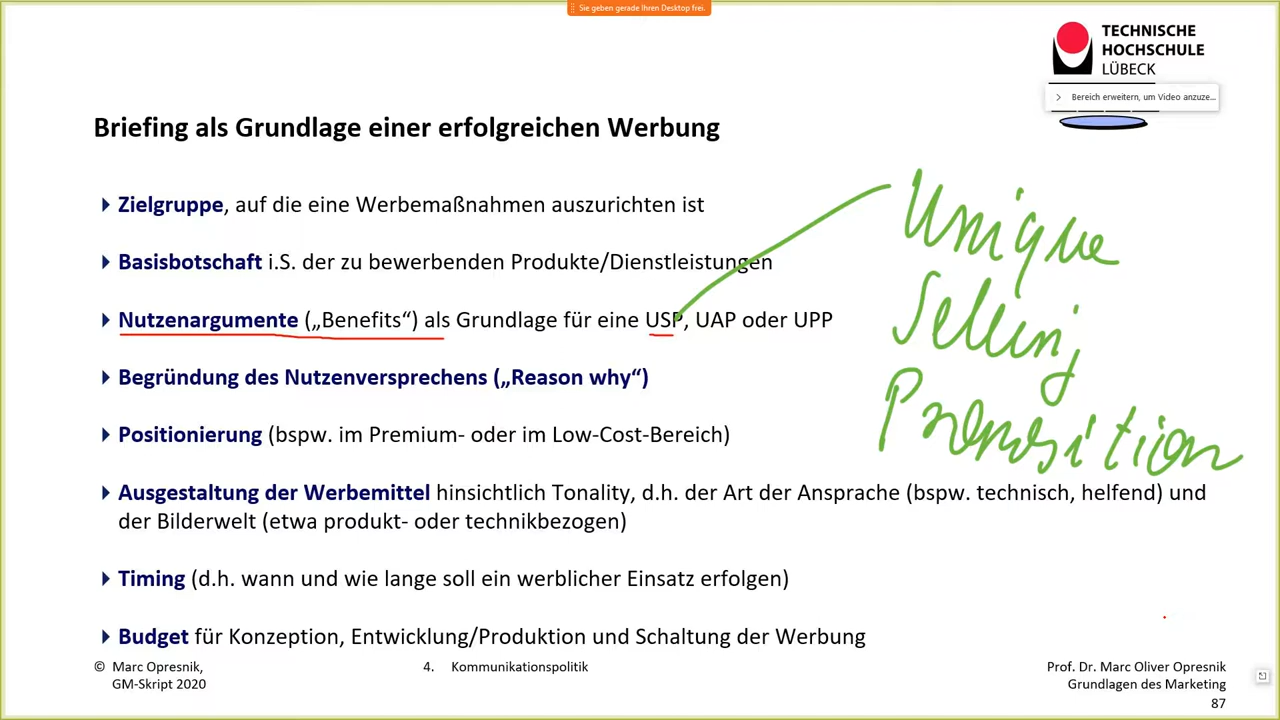 Sie geben gerade Ihren Desktop frei.
TECHNISCHE
HOCHSCHULE
LÜBECK
Bereich erweitern, um Video anzuze...
Briefing als Grundlage einer erfolgreichen Werbung
Zielgruppe, auf die eine Werbemaßnahmen auszurichten ist
Basisbotschaft i.S. der zu bewerbenden Produkte/Dienstleistungen
Nutzenargumente („Benefits“) als Grundlage für eine USP, UAP oder UPP
Begründung des Nutzenversprechens („Reason why“)
Positionierung (bspw. im Premium- oder im Low-Cost-Bereich)
Ausgestaltung der Werbemittel hinsichtlich Tonality, d.h. der Art der Ansprache (bspw. technisch, helfend) und
der Bilderwelt (etwa produkt- oder technikbezogen)
Timing (d.h. wann und wie lange soll ein werblicher Einsatz erfolgen)
Budget für Konzeption, Entwicklung/Produktion und Schaltung der Werbung
Unique
Selling
Proposition
© Marc Opresnik,
GM-Skript 2020
4. Kommunikationspolitik
Prof. Dr. Marc Oliver Opresnik
Grundlagen des Marketing
87